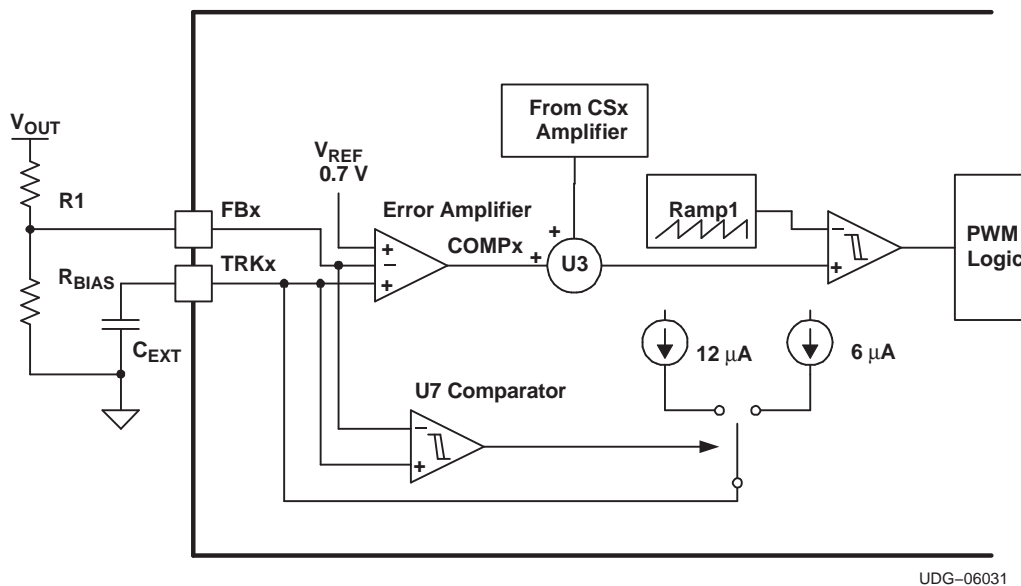 From CSx
Amplifier
VOUT
VREF
0.7 V
R1
FBx
Error Amplifier
Ramp1
COMPx
+
+
−
+
+
+
U3
−
+
PWM
Logic
TRKx
RBIAS
CEXT
12 μA
6 μA
U7 Comparator
−
+
UDG−06031